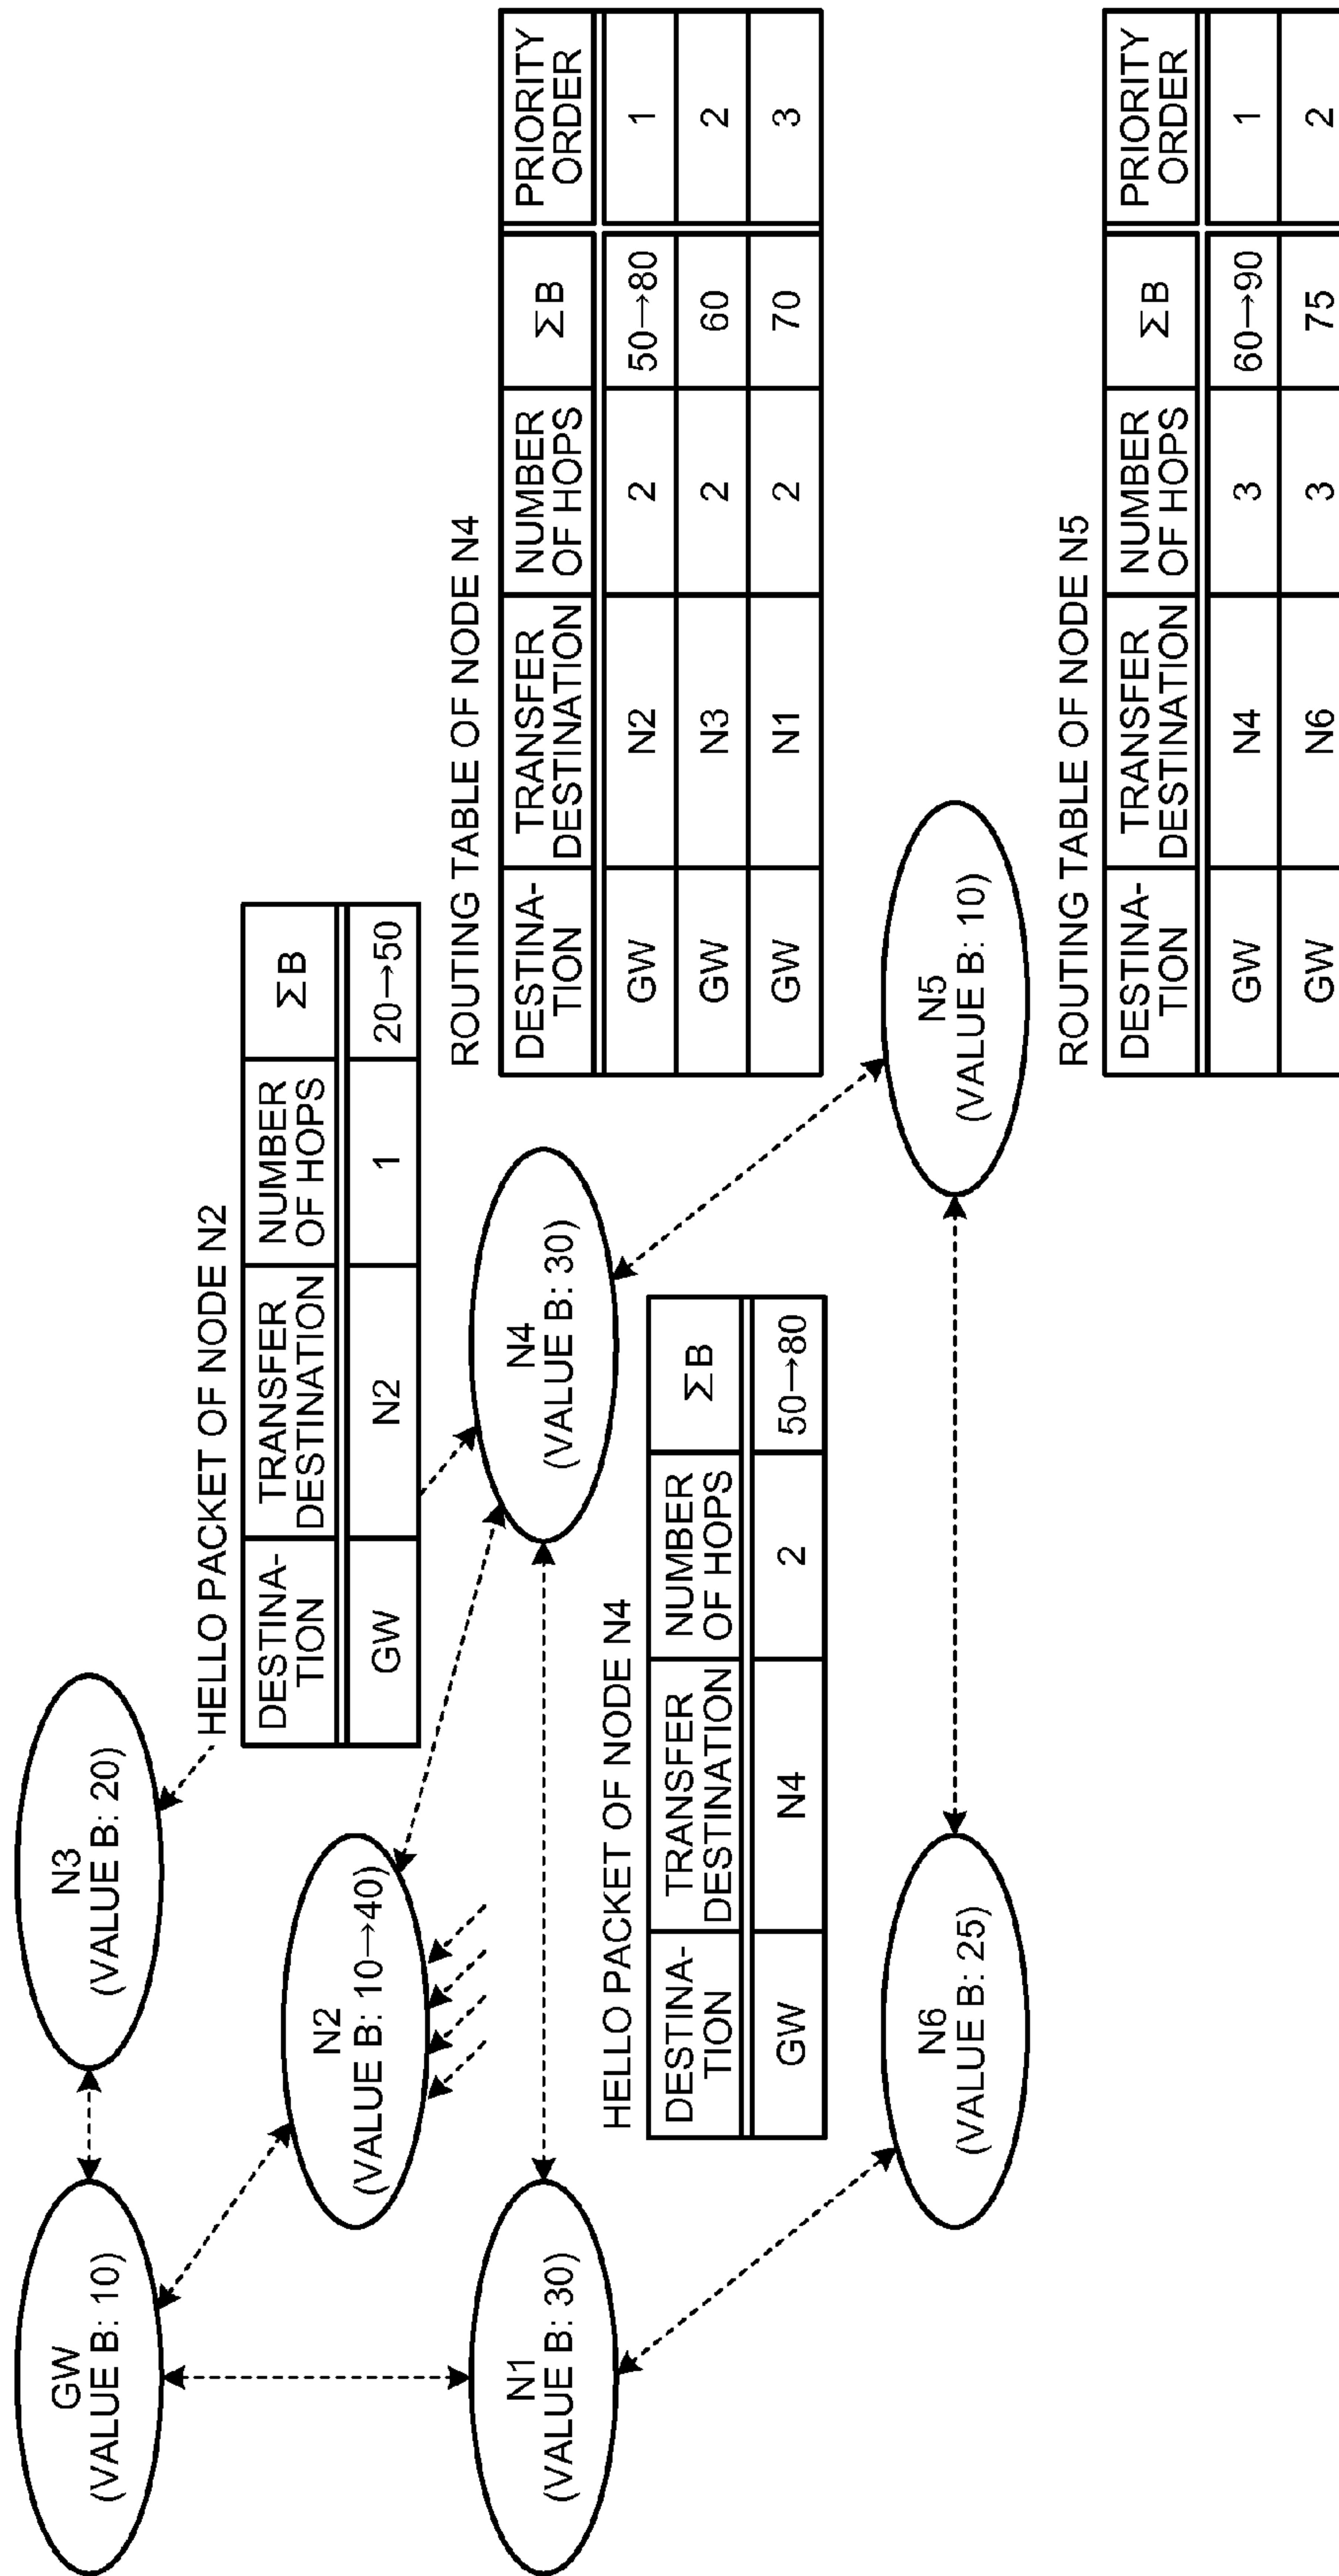 GW
(VALUE B: 10)
N3
(VALUE B: 20)
HELLO PACKET OF NODE N2
DESTINA-
TION
TRANSFER
DESTINATION
NUMBER
OF HOPS
ΣB
GW
N2
1
20→50
N2
(VALUE B: 10→40)
N1
(VALUE B: 30)
N4
(VALUE B: 30)
ROUTING TABLE OF NODE N4
DESTINA-
TION
TRANSFER
DESTINATION
NUMBER
OF HOPS
ΣB
PRIORITY
ORDER
GW
N2
2
50→80
1
GW
N3
2
60
2
GW
N1
2
70
3
HELLO PACKET OF NODE N4
DESTINA-
TION
TRANSFER
DESTINATION
NUMBER
OF HOPS
ΣB
GW
N4
2
50→80
N6
(VALUE B: 25)
N5
(VALUE B: 10)
ROUTING TABLE OF NODE N5
DESTINA-
TION
TRANSFER
DESTINATION
NUMBER
OF HOPS
ΣB
PRIORITY
ORDER
GW
N4
3
60→90
1
GW
N6
3
75
2